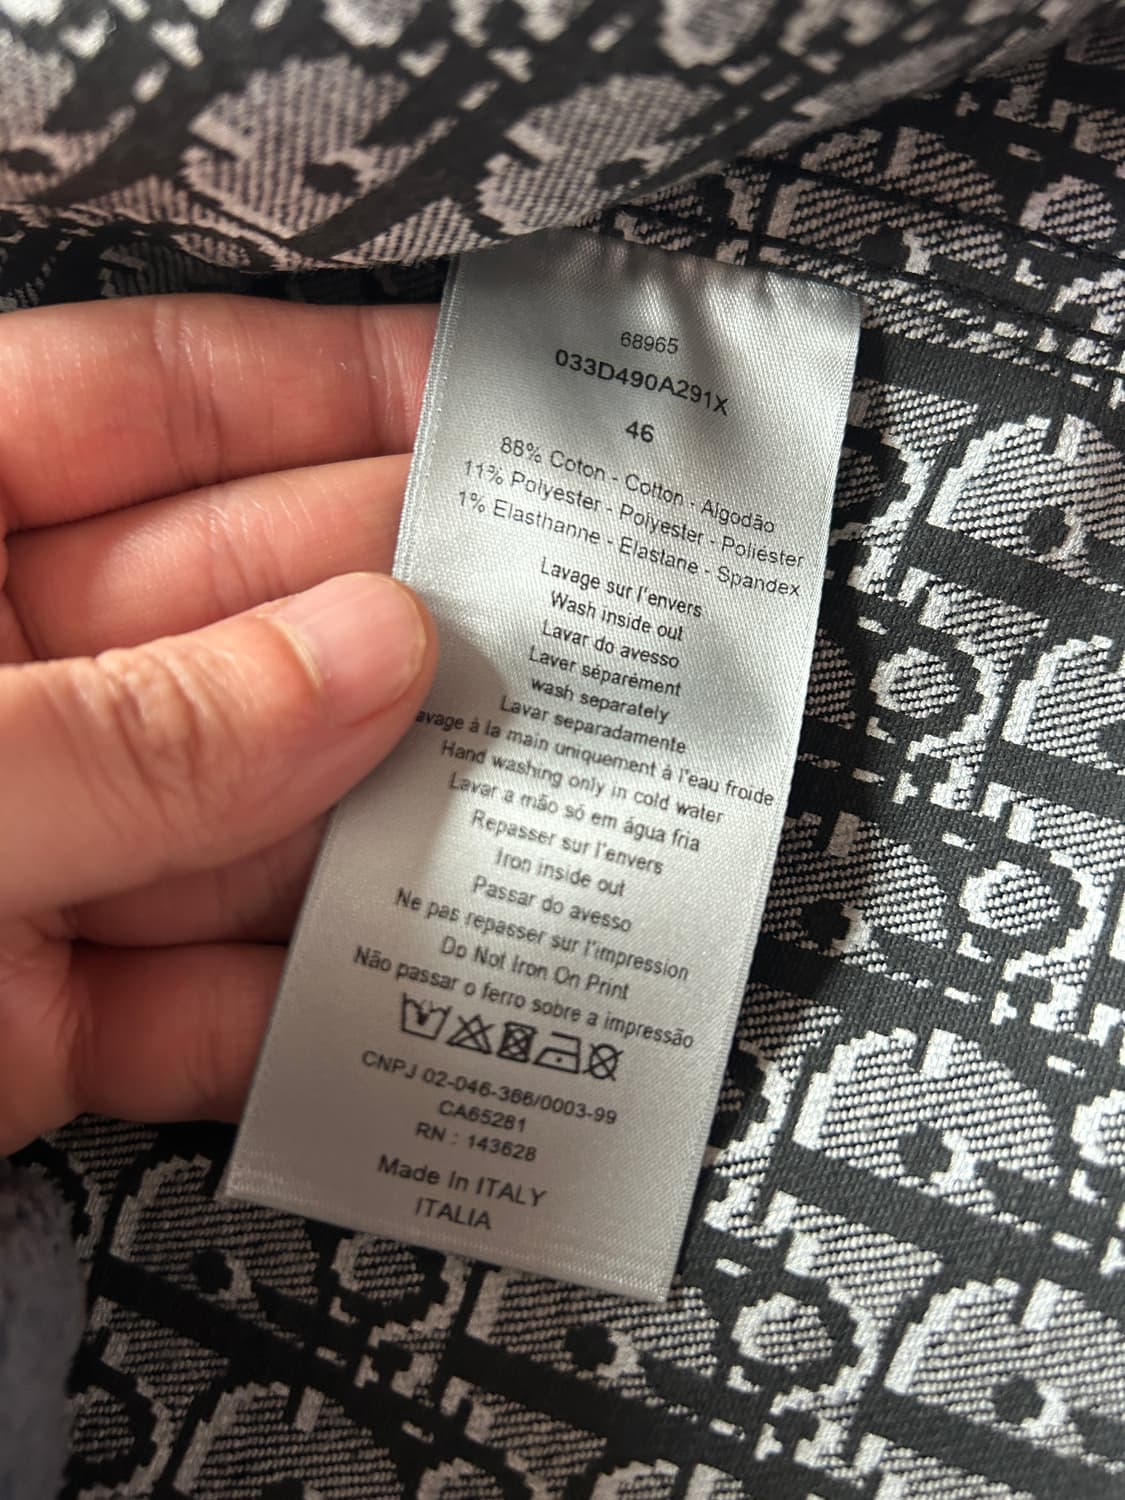 68965
033D490A291X
46
88% Coton - Cotton - Algodão
11% Polyester - Polyester - Poliéster
1% Elasthanne - Elastane - Spandex
Lavage sur l'envers
Wash inside out
Lavar do avesso
Laver séparément
wash separately
Lavar separadamente
avage à la main uniquement à l'eau froide
Hand washing only in cold water
Lavar a mão só em água fria
Repasser sur l'envers
Iron inside out
Passar do avesso
Ne pas repasser sur l'impression
Do Not Iron On Print
Não passar o ferro sobre a impressão
CNPJ 02-046-366/0003-99
CA65281
RN : 143628
Made In ITALY
ITALIA